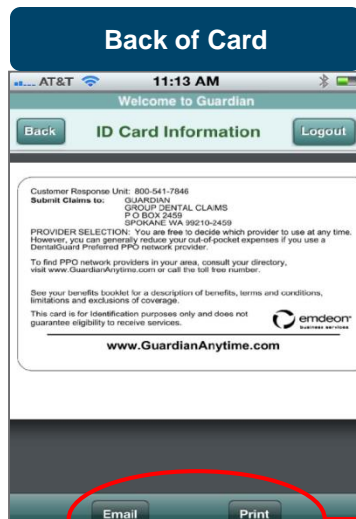 Back of Card
AT&T 11:13 AM
Welcome to Guardian
Back ID Card Information Logout
Customer Response Unit: 800-541-7846
Submit Claims to: GUARDIAN
GROUP DENTAL CLAIMS
P O BOX 2459
SPOKANE WA 99210-2459
PROVIDER SELECTION: You are free to decide which provider to use at any time.
However, you can generally reduce your out-of-pocket expenses if you use a
DentalGuard Preferred PPO network provider.
To find PPO network providers in your area, consult your directory,
visit www.GuardianAnytime.com or call the toll free number.
See your benefits booklet for a description of benefits, terms and conditions,
limitations and exclusions of coverage.
This card is for Identification purposes only and does not
guarantee eligibility to receive services.
emdeon
business services
www.GuardianAnytime.com
Email Print